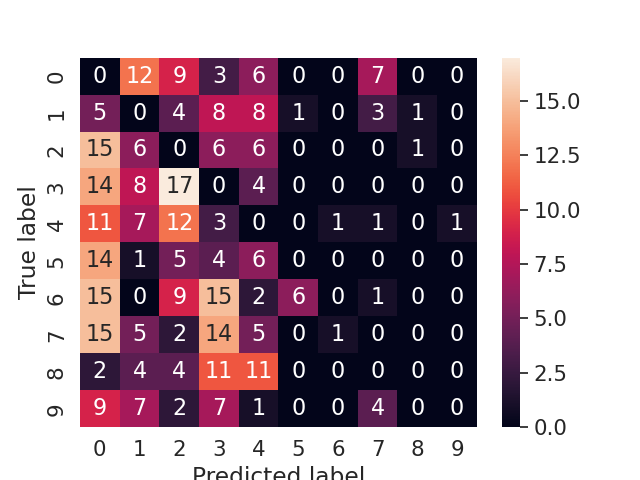 0 0 12 9 3 6 0 0 7 0 0
1 5 0 4 8 8 1 0 3 1 0
2 15 6 0 6 6 0 0 0 1 0
3 14 8 17 0 4 0 0 0 0 0
4 11 7 12 3 0 0 1 1 0 1
5 14 1 5 4 6 0 0 0 0 0
6 15 0 9 15 2 6 0 1 0 0
7 15 5 2 14 5 0 1 0 0 0
8 2 4 4 11 11 0 0 0 0 0
9 9 7 2 7 1 0 0 4 0 0
0 1 2 3 4 5 6 7 8 9
True label
Predicted label
15.0
12.5
10.0
7.5
5.0
2.5
0.0